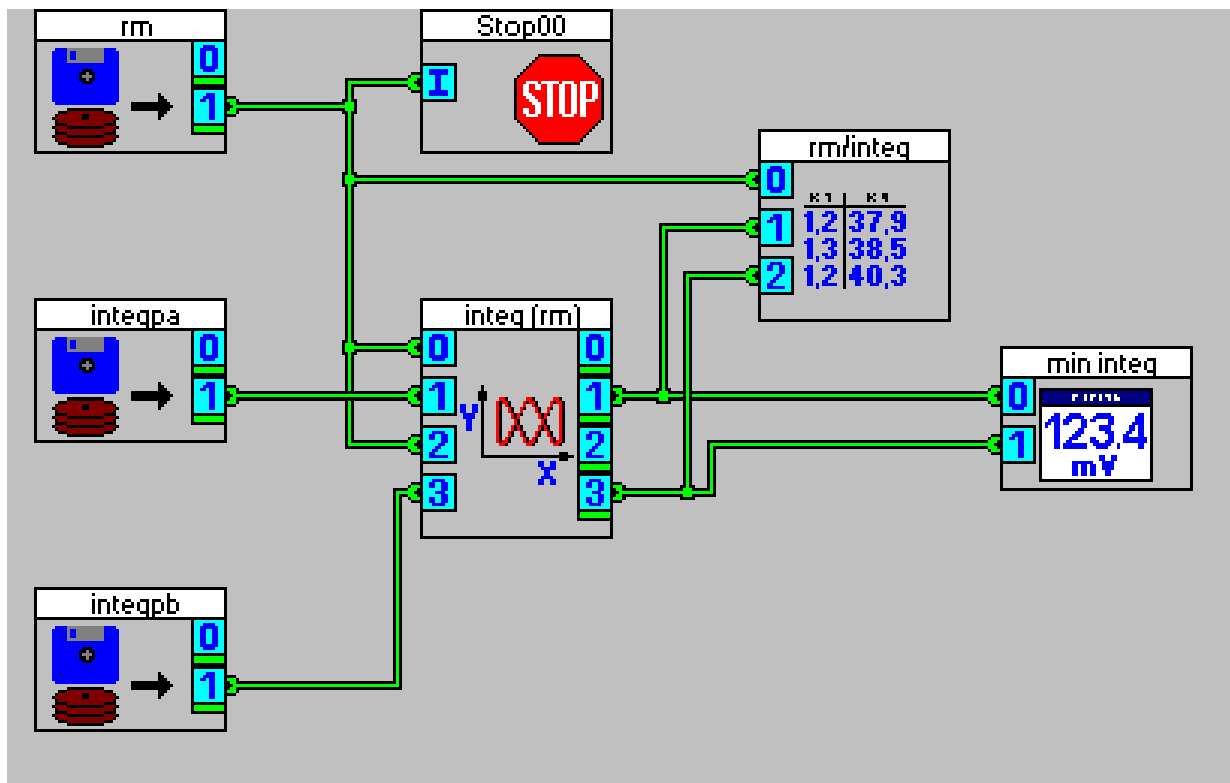 rm
0
1
Stop00
I
STOP
rm/integ
0
1
2
1,2 37,9
1,3 38,5
1,2 40,3
integpa
0
1
integ (rm)
0
1
2
3
Y
X
0
1
2
3
min integ
0
1
123.4
mV
integpb
0
1